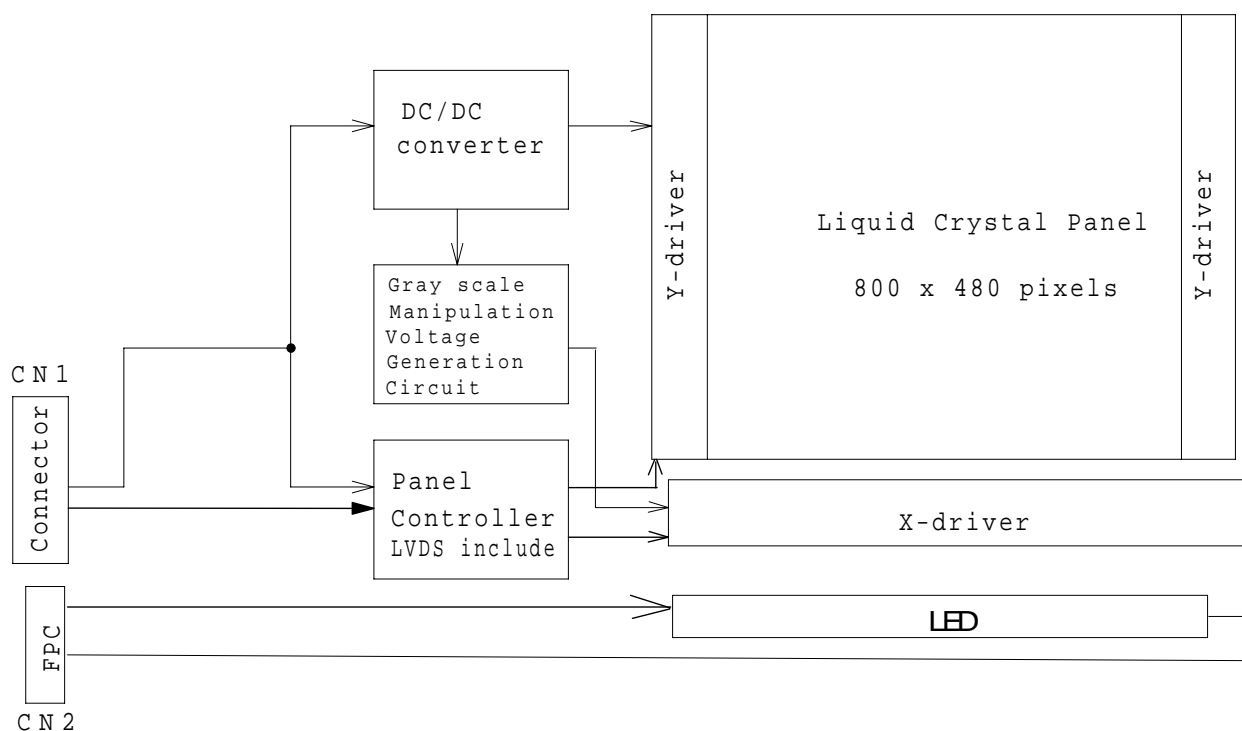 DC/DC
converter
Y-driver
Liquid Crystal Panel
800 x 480 pixels
Y-driver
Gray scale
Manipulation
Voltage
Generation
Circuit
CN1
Connector
Panel
Controller
LVDS include
X-driver
LED
FPC
CN2